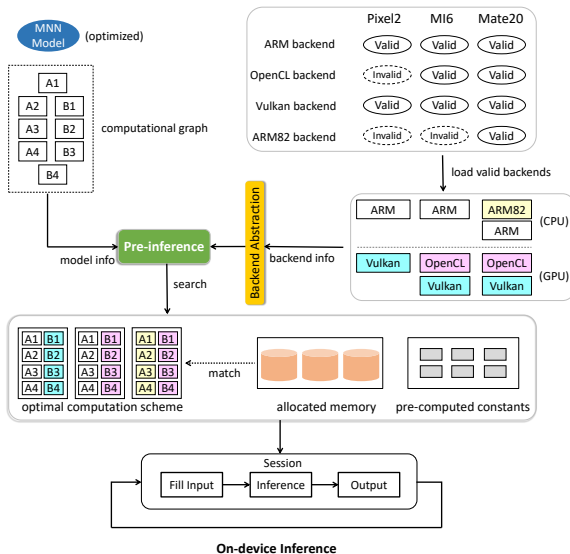 MNN
Model
(optimized)
A1
A2 B1
A3 B2
A4 B3
B4
computational graph
Pixel2 MI6 Mate20
ARM backend Valid Valid Valid
OpenCL backend Invalid Valid Valid
Vulkan backend Valid Valid Valid
ARM82 backend Invalid Invalid Valid
load valid backends
ARM ARM ARM82
ARM
(CPU)
Vulkan OpenCL OpenCL
Vulkan Vulkan
(GPU)
Backend Abstraction
backend info
Pre-inference
model info
search
A1 B1 A1 B1 A1 B1
A2 B2 A2 B2 A2 B2
A3 B3 A3 B3 A3 B3
A4 B4 A4 B4 A4 B4
optimal computation scheme
match
allocated memory
pre-computed constants
Session
Fill Input Inference Output
On-device Inference